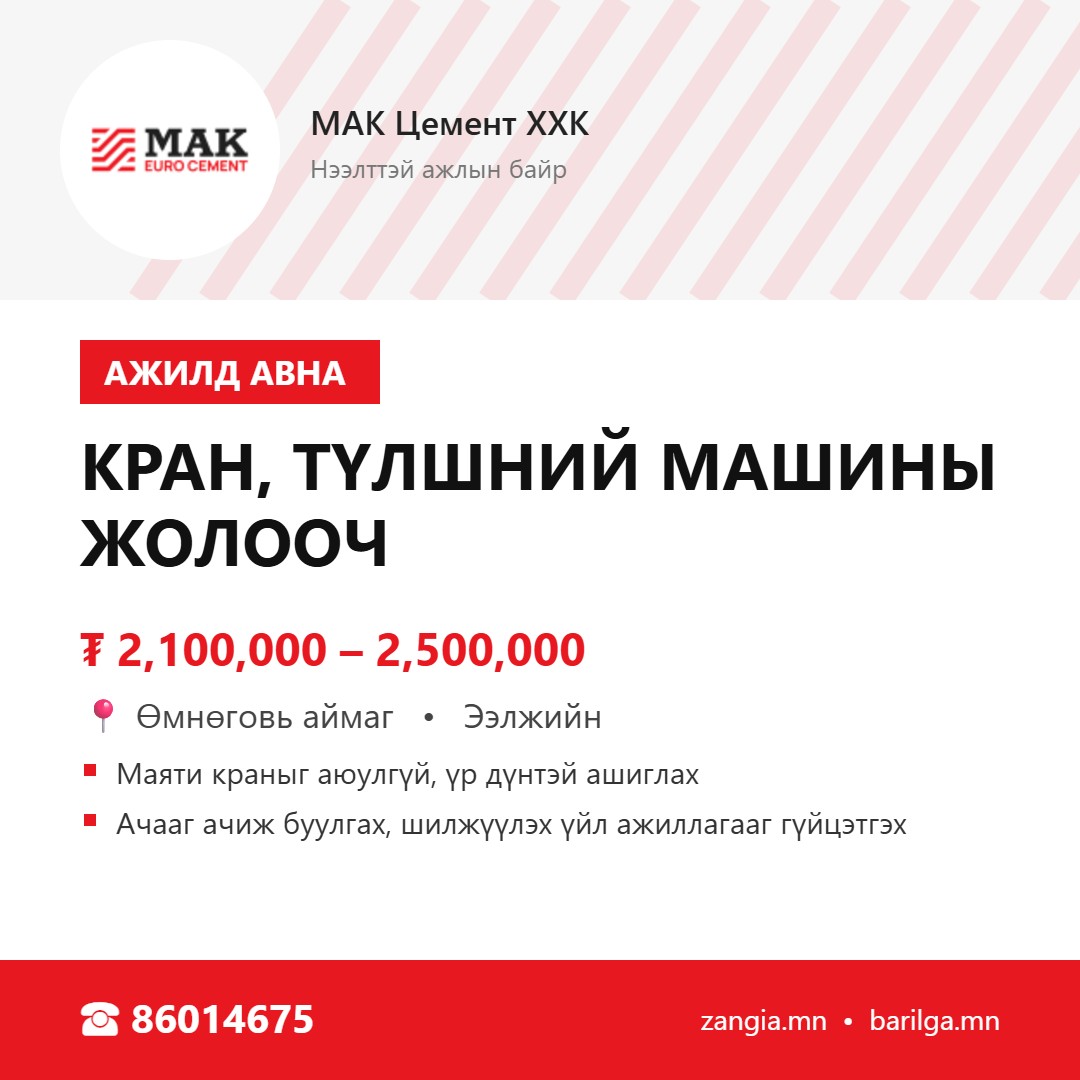 MAK
EURO CEMENT
МАК Цемент ХХК
Нээлттэй ажлын байр
АЖИЛД АВНА
КРАН, ТҮЛШНИЙ МАШИНЫ
ЖОЛООЧ
₮ 2,100,000 – 2,500,000
📍 Өмнөговь аймаг • Ээлжийн
Маяти краныг аюулгүй, үр дүнтэй ашиглах
Ачааг ачиж буулгах, шилжүүлэх үйл ажиллагааг гүйцэтгэх
☎ 86014675
zangia.mn • barilga.mn